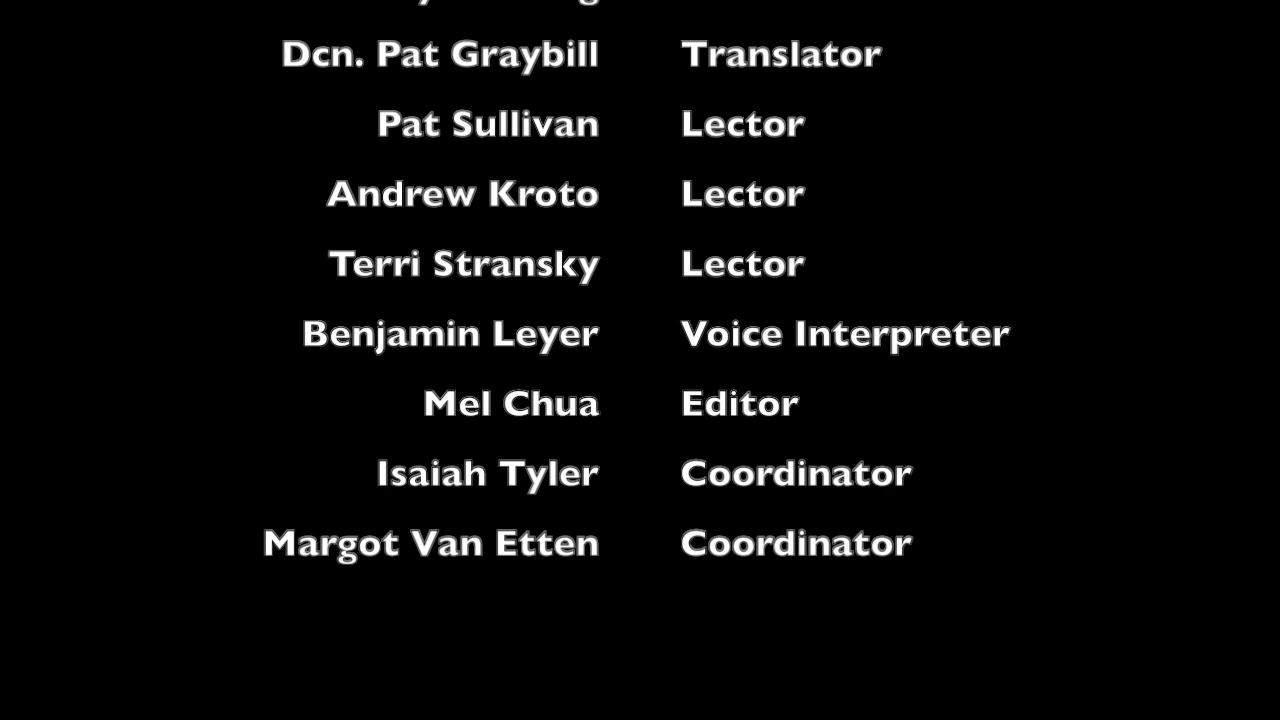 Dcn. Pat Graybill Translator
Pat Sullivan Lector
Andrew Kroto Lector
Terri Stransky Lector
Benjamin Leyer Voice Interpreter
Mel Chua Editor
Isaiah Tyler Coordinator
Margot Van Etten Coordinator